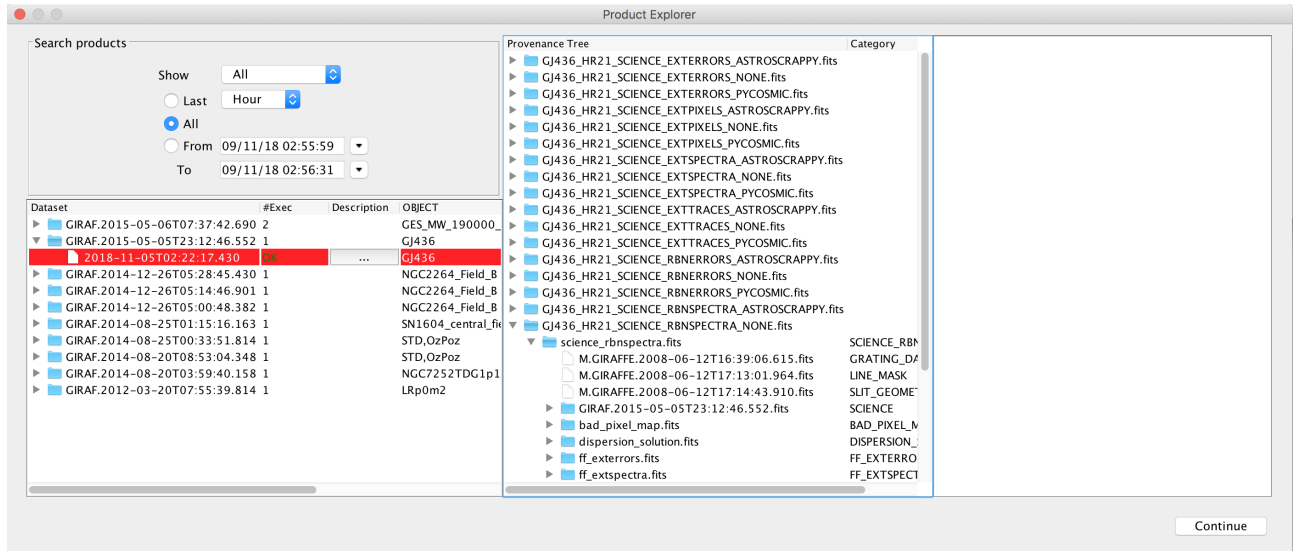 Product Explorer
Search products
Show All
Last Hour
All
From 09/11/18 02:55:59
To 09/11/18 02:56:31
Dataset #Exec Description OBJECT
GIRAF.2015-05-06T07:37:42.690 2 GES_MW_190000_
GIRAF.2015-05-05T23:12:46.552 1 GJ436
2018-11-05T02:22:17.430 OK ... GJ436
GIRAF.2014-12-26T05:28:45.430 1 NGC2264_Field_B
GIRAF.2014-12-26T05:14:46.901 1 NGC2264_Field_B
GIRAF.2014-12-26T05:00:48.382 1 NGC2264_Field_B
GIRAF.2014-08-25T01:15:16.163 1 SN1604_central_fie
GIRAF.2014-08-25T00:33:51.814 1 STD,OzPoz
GIRAF.2014-08-20T08:53:04.348 1 STD,OzPoz
GIRAF.2014-08-20T03:59:40.158 1 NGC7252TDG1p1
GIRAF.2012-03-20T07:55:39.814 1 LRp0m2
Provenance Tree Category
GJ436_HR21_SCIENCE_EXTERRORS_ASTROSCRAPPY.fits
GJ436_HR21_SCIENCE_EXTERRORS_NONE.fits
GJ436_HR21_SCIENCE_EXTERRORS_PYCOSMIC.fits
GJ436_HR21_SCIENCE_EXTPIXELS_ASTROSCRAPPY.fits
GJ436_HR21_SCIENCE_EXTPIXELS_NONE.fits
GJ436_HR21_SCIENCE_EXTPIXELS_PYCOSMIC.fits
GJ436_HR21_SCIENCE_EXTSPECTRA_ASTROSCRAPPY.fits
GJ436_HR21_SCIENCE_EXTSPECTRA_NONE.fits
GJ436_HR21_SCIENCE_EXTSPECTRA_PYCOSMIC.fits
GJ436_HR21_SCIENCE_EXTTRACES_ASTROSCRAPPY.fits
GJ436_HR21_SCIENCE_EXTTRACES_NONE.fits
GJ436_HR21_SCIENCE_EXTTRACES_PYCOSMIC.fits
GJ436_HR21_SCIENCE_RBNERRORS_ASTROSCRAPPY.fits
GJ436_HR21_SCIENCE_RBNERRORS_NONE.fits
GJ436_HR21_SCIENCE_RBNERRORS_PYCOSMIC.fits
GJ436_HR21_SCIENCE_RBNSPECTRA_ASTROSCRAPPY.fits
GJ436_HR21_SCIENCE_RBNSPECTRA_NONE.fits
science_rbnspectra.fits SCIENCE_RBN
M.GIRAFFE.2008-06-12T16:39:06.615.fits GRATING_DA
M.GIRAFFE.2008-06-12T17:13:01.964.fits LINE_MASK
M.GIRAFFE.2008-06-12T17:14:43.910.fits SLIT_GEOMET
GIRAF.2015-05-05T23:12:46.552.fits SCIENCE
bad_pixel_map.fits BAD_PIXEL_M
dispersion_solution.fits DISPERSION_
ff_exterrors.fits FF_EXTERRO
ff_extspectra.fits FF_EXTSPECT
Continue